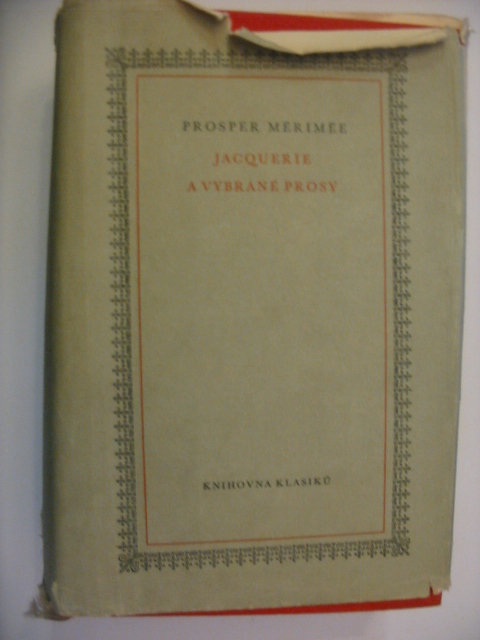 PROSPER MÉRIMÉE
JACQUERIE
A VYBRANÉ PROSY
KNIHOVNA KLASIKŮ